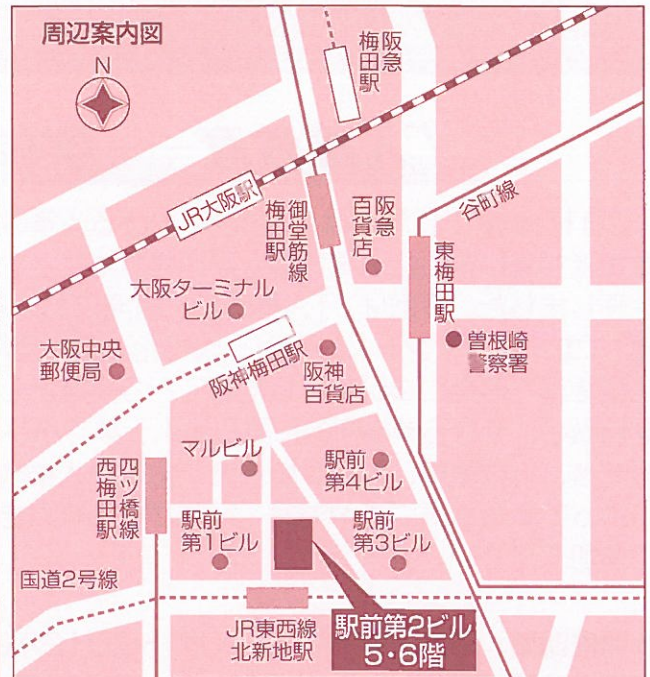 周辺案内図
N
阪急
梅田駅
JR大阪駅
御堂筋線
梅田駅
阪急
百貨店
谷町線
東梅田駅
大阪ターミナル
ビル
曽根崎
警察署
大阪中央
郵便局
阪神梅田駅
阪神
百貨店
マルビル
駅前
第4ビル
四ツ橋線
西梅田駅
駅前
第1ビル
駅前
第3ビル
国道2号線
JR東西線
北新地駅
駅前第2ビル
5・6階